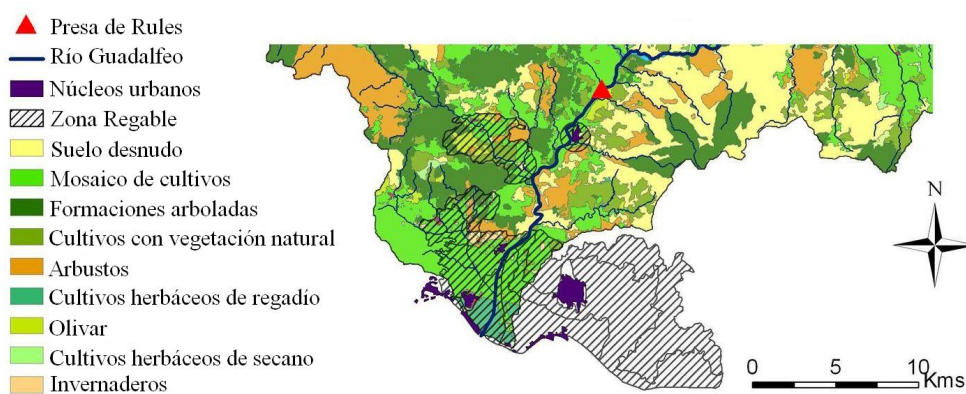 Presa de Rules
Río Guadalfeo
Núcleos urbanos
Zona Regable
Suelo desnudo
Mosaico de cultivos
Formaciones arboladas
Cultivos con vegetación natural
Arbustos
Cultivos herbáceos de regadío
Olivar
Cultivos herbáceos de secano
Invernaderos
N
0 5 10
Kms